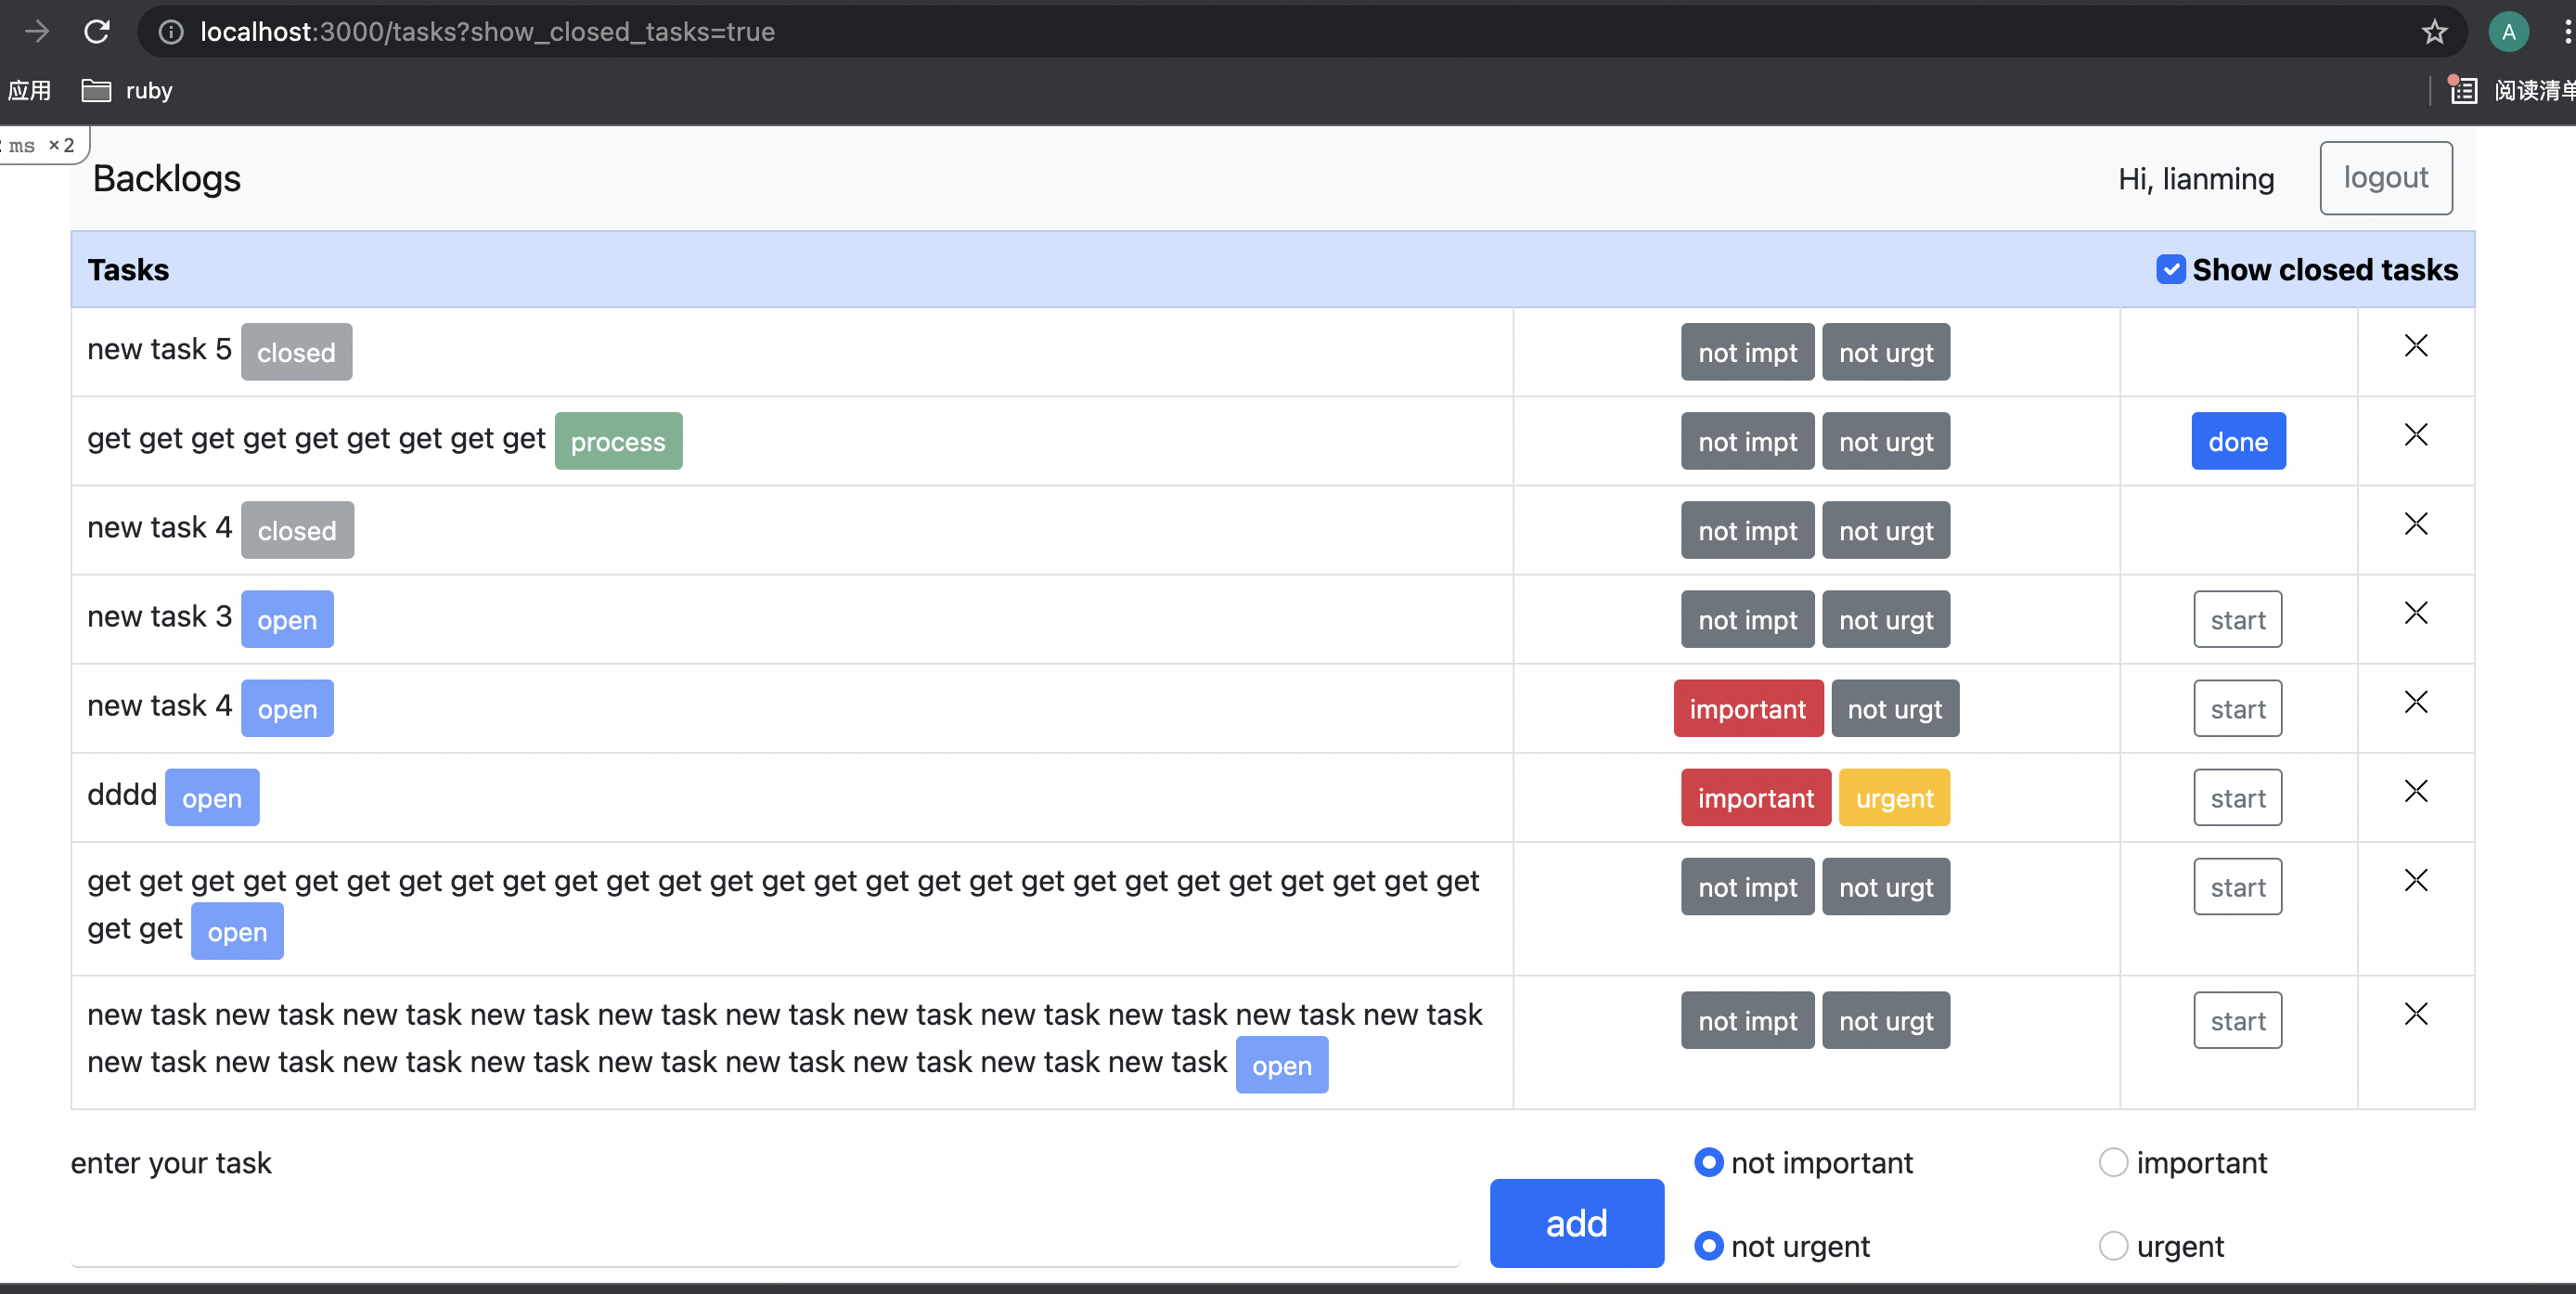 localhost:3000/tasks?show_closed_tasks=true
A
应用 ruby 阅读清单
ms ×2
Backlogs Hi, lianming logout
Tasks Show closed tasks
new task 5 closed not impt not urgt
get get get get get get get get get process not impt not urgt done
new task 4 closed not impt not urgt
new task 3 open not impt not urgt start
new task 4 open important not urgt start
dddd open important urgent start
get get get get get get get get get get get get get get get get get get get get get get get get get get get not impt not urgt start
get get open
new task new task new task new task new task new task new task new task new task new task new task not impt not urgt start
new task new task new task new task new task new task new task new task new task open
enter your task not important important
add
not urgent urgent